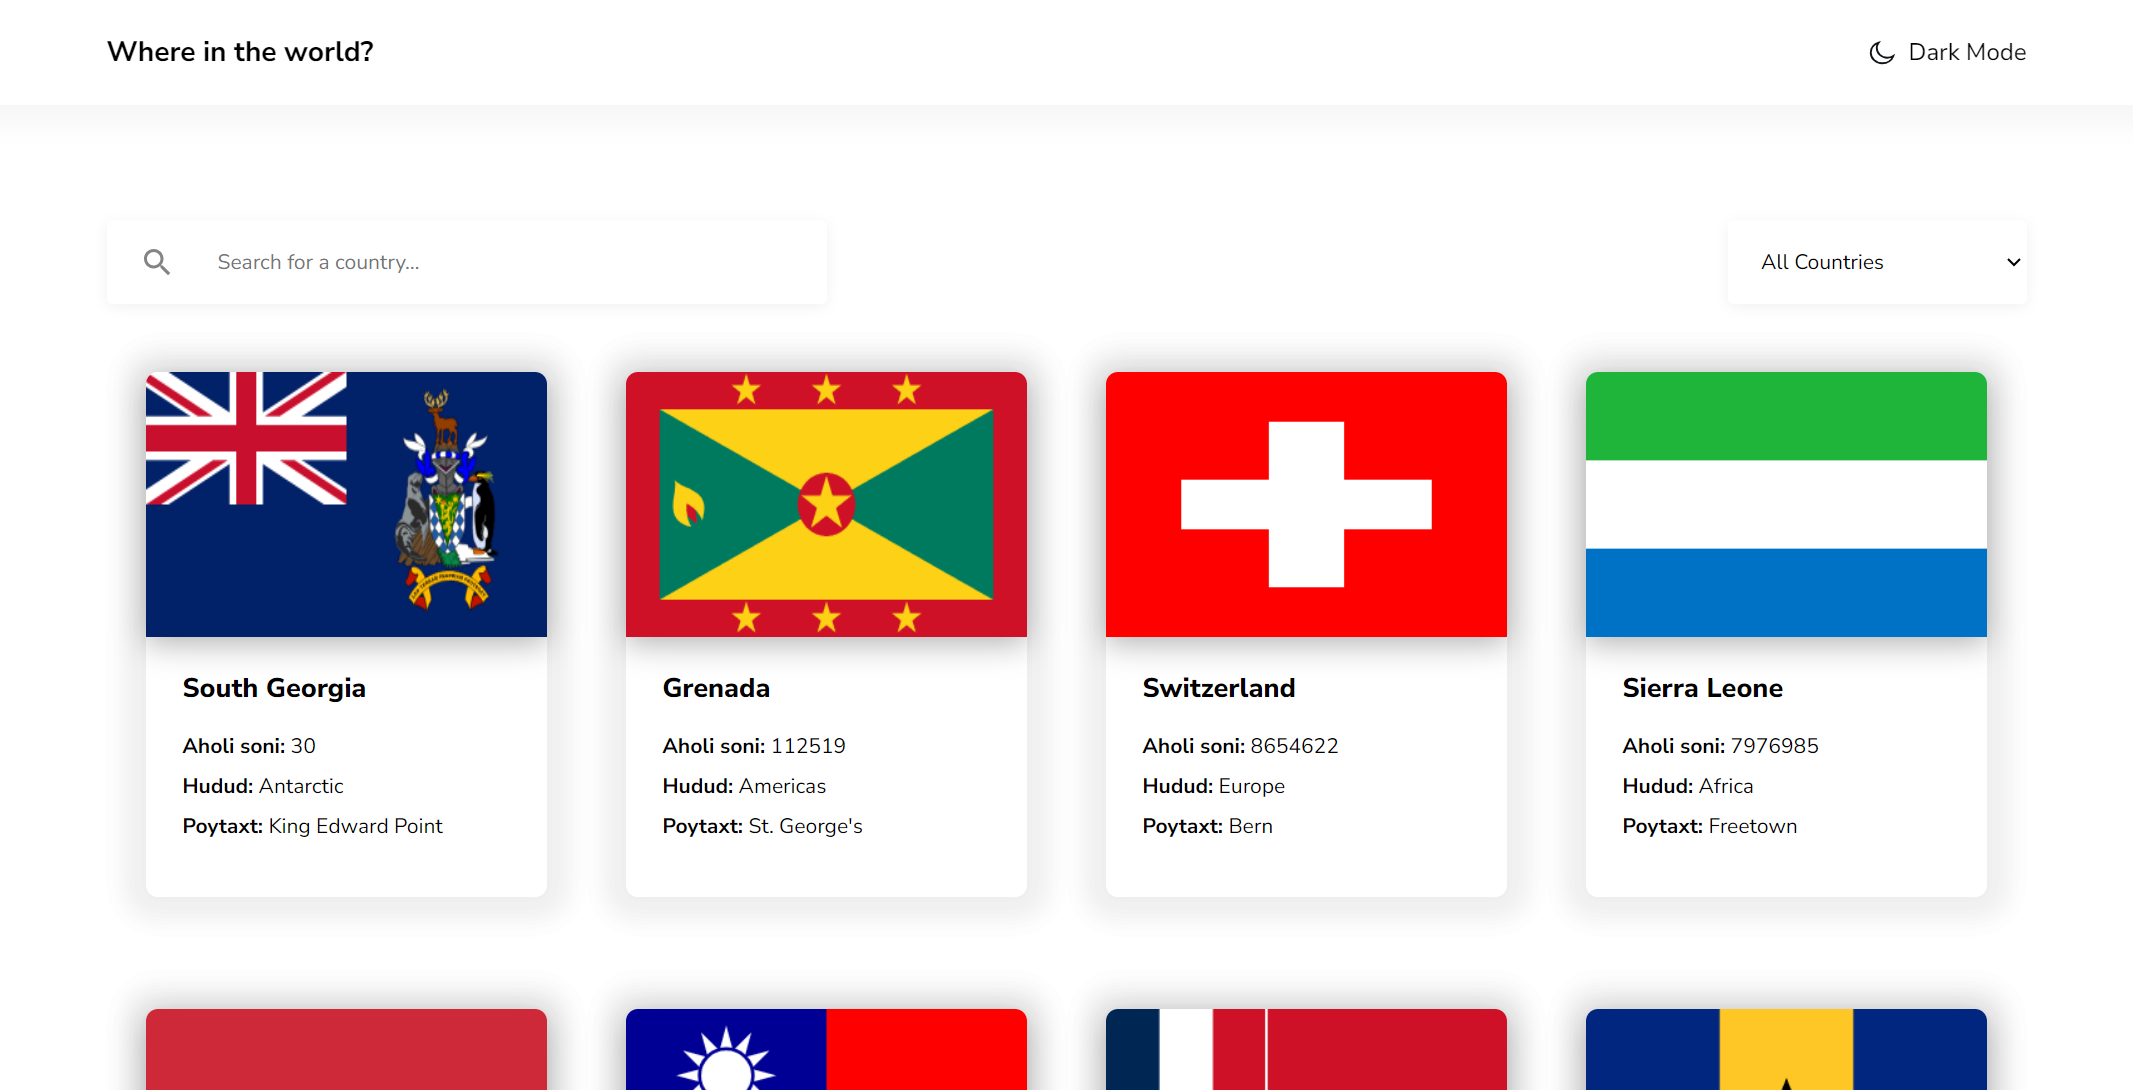 Where in the world?
Dark Mode
Search for a country...
All Countries
South Georgia
Aholi soni: 30
Hudud: Antarctic
Poytaxt: King Edward Point
Grenada
Aholi soni: 112519
Hudud: Americas
Poytaxt: St. George's
Switzerland
Aholi soni: 8654622
Hudud: Europe
Poytaxt: Bern
Sierra Leone
Aholi soni: 7976985
Hudud: Africa
Poytaxt: Freetown